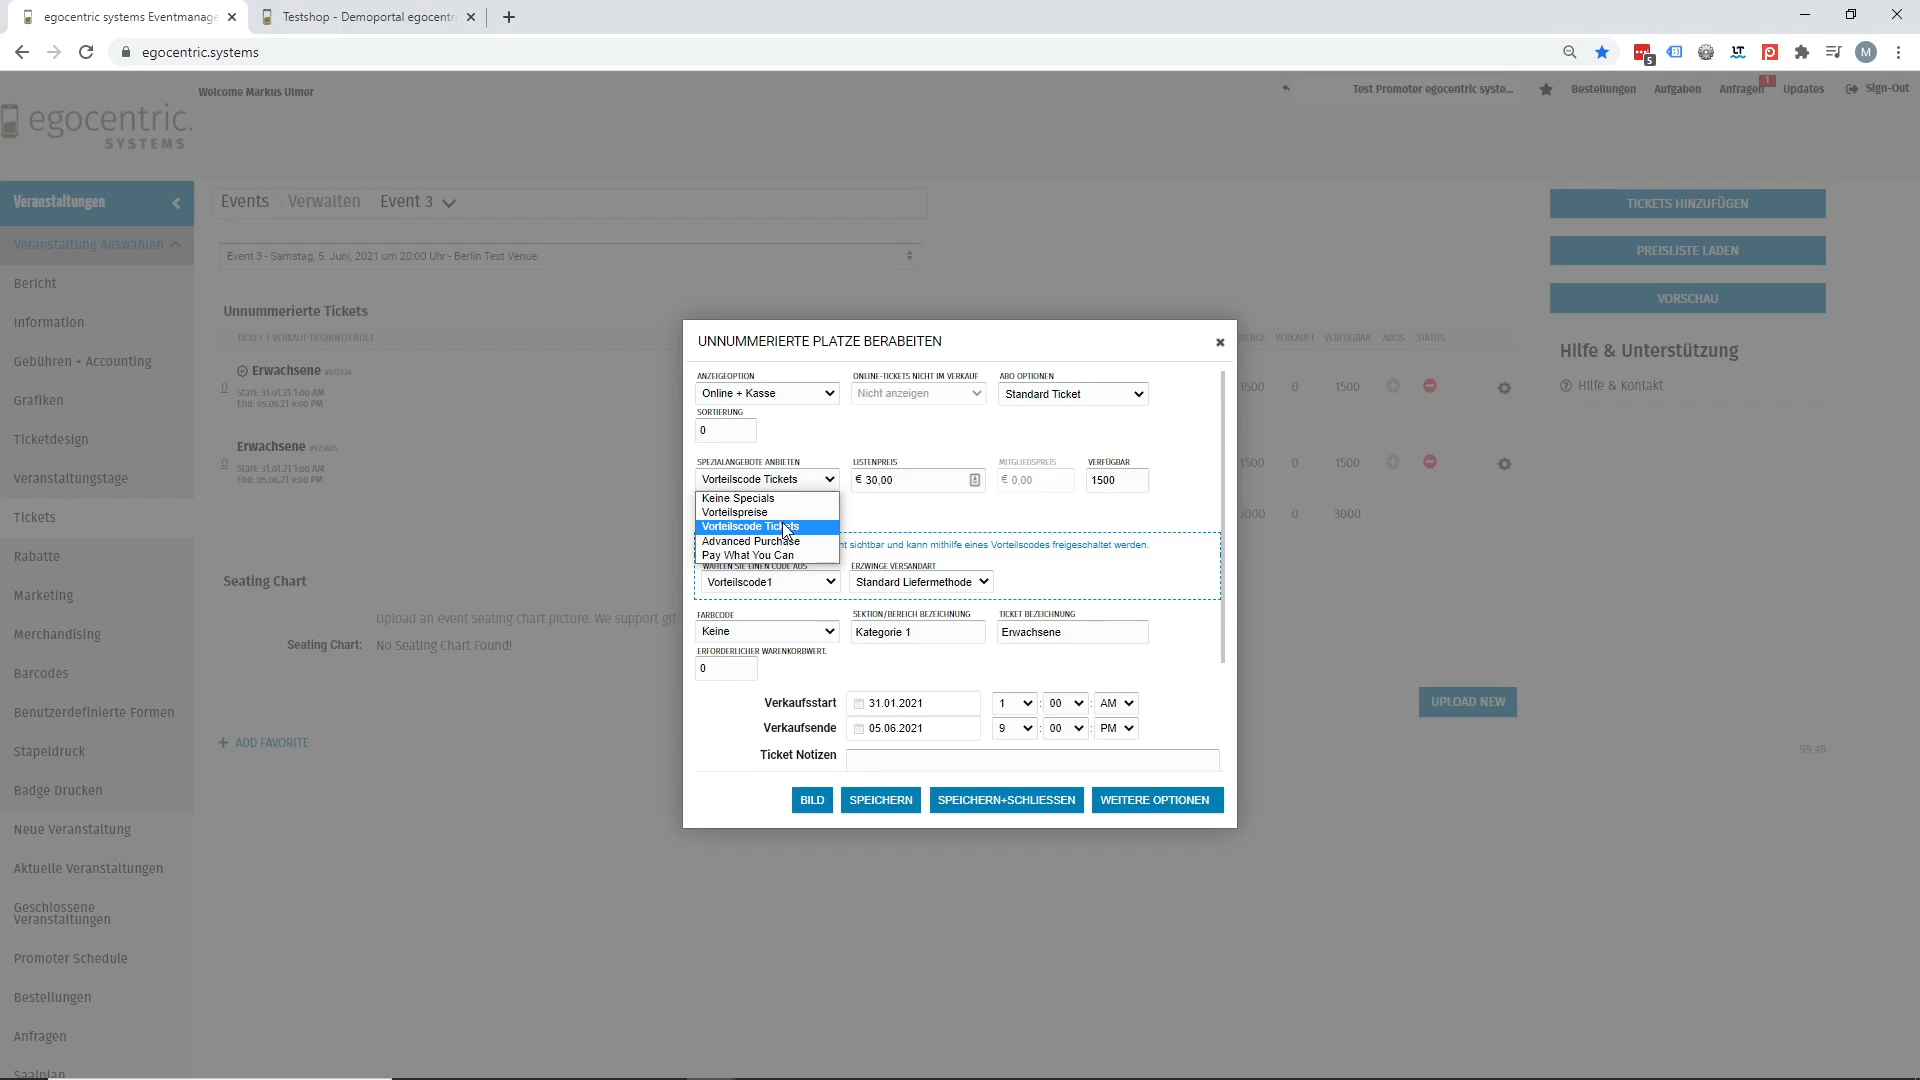 egocentric systems Eventmanage
Testshop - Demoportal egocentri
egocentric.systems
5
M
Welcome Markus Ulmer
Test Promoter egocentric syste...
Bestellungen
Aufgaben
Anfragen
1
Updates
Sign-Out
egocentric.
SYSTEMS
Veranstaltungen
Veranstaltung Auswählen
Bericht
Information
Gebühren + Accounting
Grafiken
Ticketdesign
Veranstaltungstage
Tickets
Rabatte
Marketing
Merchandising
Barcodes
Benutzerdefinierte Formen
Stapeldruck
Badge Drucken
Neue Veranstaltung
Aktuelle Veranstaltungen
Geschlossene
Veranstaltungen
Promoter Schedule
Bestellungen
Anfragen
Saalplan
Events Verwalten Event 3
Event 3 - Samstag, 5. Juni, 2021 um 20:00 Uhr - Berlin Test Venue
Unnummerierte Tickets
TICKET / VERKAUF BEGINNT/ENDET
VERKAUFT VERFÜGBAR ABOS STATUS
0 Erwachsene
Start: 31.01.21 1:00 AM
End: 05.06.21 9:00 PM
1500 0 1500
0 Erwachsene
Start: 31.01.21 1:00 AM
End: 05.06.21 9:00 PM
1500 0 1500
3000 0 3000
Seating Chart
Upload an event seating chart picture. We support gif,
Seating Chart: No Seating Chart Found!
UPLOAD NEW
ADD FAVORITE
99:48
TICKETS HINZUFÜGEN
PREISLISTE LADEN
VORSCHAU
Hilfe & Unterstützung
Hilfe & Kontakt
UNNUMMERIERTE PLATZE BERABEITEN
ANZEIGEOPTION ONLINE-TICKETS NICHT IM VERKAUF ABO OPTIONEN
Online + Kasse Nicht anzeigen Standard Ticket
SORTIERUNG
0
SPEZIALANGEBOTE ANBIETEN LISTENPREIS MITGLIEDSPREIS VERFÜGBAR
Vorteilscode Tickets € 30,00 € 0,00 1500
Keine Specials
Vorteilspreise
Vorteilscode Tickets
Advanced Purchase
Pay What You Can
ht sichtbar und kann mithilfe eines Vorteilscodes freigeschaltet werden.
WÄHLEN SIE EINEN CODE AUS ERZWINGE VERSANDART
Vorteilscode1 Standard Liefermethode
FARBCODE SEKTION/BEREICH BEZEICHNUNG TICKET BEZEICHNUNG
Keine Kategorie 1 Erwachsene
ERFORDERLICHER WARENKORBWERT.
0
Verkaufsstart 31.01.2021 1 : 00 : AM
Verkaufsende 05.06.2021 9 : 00 : PM
Ticket Notizen
BILD SPEICHERN SPEICHERN+SCHLIESSEN WEITERE OPTIONEN